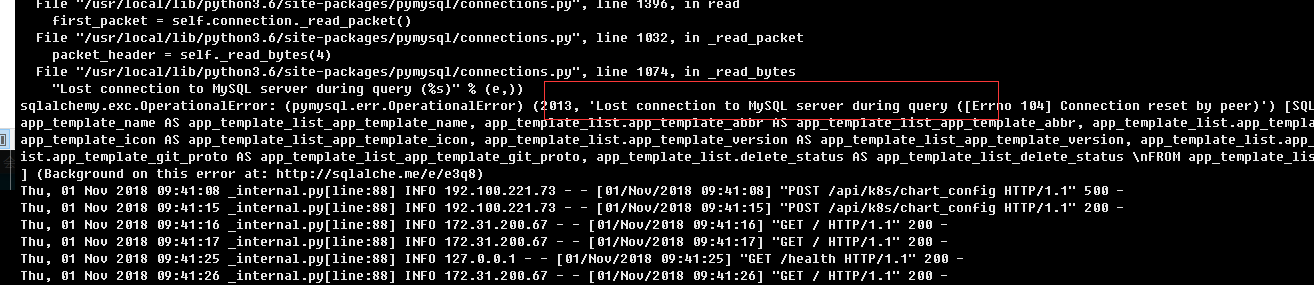 File "/usr/local/lib/python3.6/site-packages/pymysql/connections.py", line 1396, in read
first_packet = self.connection._read_packet()
File "/usr/local/lib/python3.6/site-packages/pymysql/connections.py", line 1032, in _read_packet
packet_header = self._read_bytes(4)
File "/usr/local/lib/python3.6/site-packages/pymysql/connections.py", line 1074, in _read_bytes
"Lost connection to MySQL server during query (%s)" % (e,))
sqlalchemy.exc.OperationalError: (pymysql.err.OperationalError) (2013, 'Lost connection to MySQL server during query ([Errno 104] Connection reset by peer)') [SQL
app_template_name AS app_template_list_app_template_name, app_template_list.app_template_abbr AS app_template_list_app_template_abbr, app_template_list.app_templa
app_template_icon AS app_template_list_app_template_icon, app_template_list.app_template_version AS app_template_list_app_template_version, app_template_list.app
ist.app_template_git_proto AS app_template_list_app_template_git_proto, app_template_list.delete_status AS app_template_list_delete_status \nFROM app_template_lis
] (Background on this error at: http://sqlalche.me/e/e3q8)
Thu, 01 Nov 2018 09:41:08 _internal.py[line:88] INFO 192.100.221.73 - - [01/Nov/2018 09:41:08] "POST /api/k8s/chart_config HTTP/1.1" 500 -
Thu, 01 Nov 2018 09:41:15 _internal.py[line:88] INFO 192.100.221.73 - - [01/Nov/2018 09:41:15] "POST /api/k8s/chart_config HTTP/1.1" 200 -
Thu, 01 Nov 2018 09:41:16 _internal.py[line:88] INFO 172.31.200.67 - - [01/Nov/2018 09:41:16] "GET / HTTP/1.1" 200 -
Thu, 01 Nov 2018 09:41:17 _internal.py[line:88] INFO 172.31.200.67 - - [01/Nov/2018 09:41:17] "GET / HTTP/1.1" 200 -
Thu, 01 Nov 2018 09:41:25 _internal.py[line:88] INFO 127.0.0.1 - - [01/Nov/2018 09:41:25] "GET /health HTTP/1.1" 200 -
Thu, 01 Nov 2018 09:41:26 _internal.py[line:88] INFO 172.31.200.67 - - [01/Nov/2018 09:41:26] "GET / HTTP/1.1" 200 -